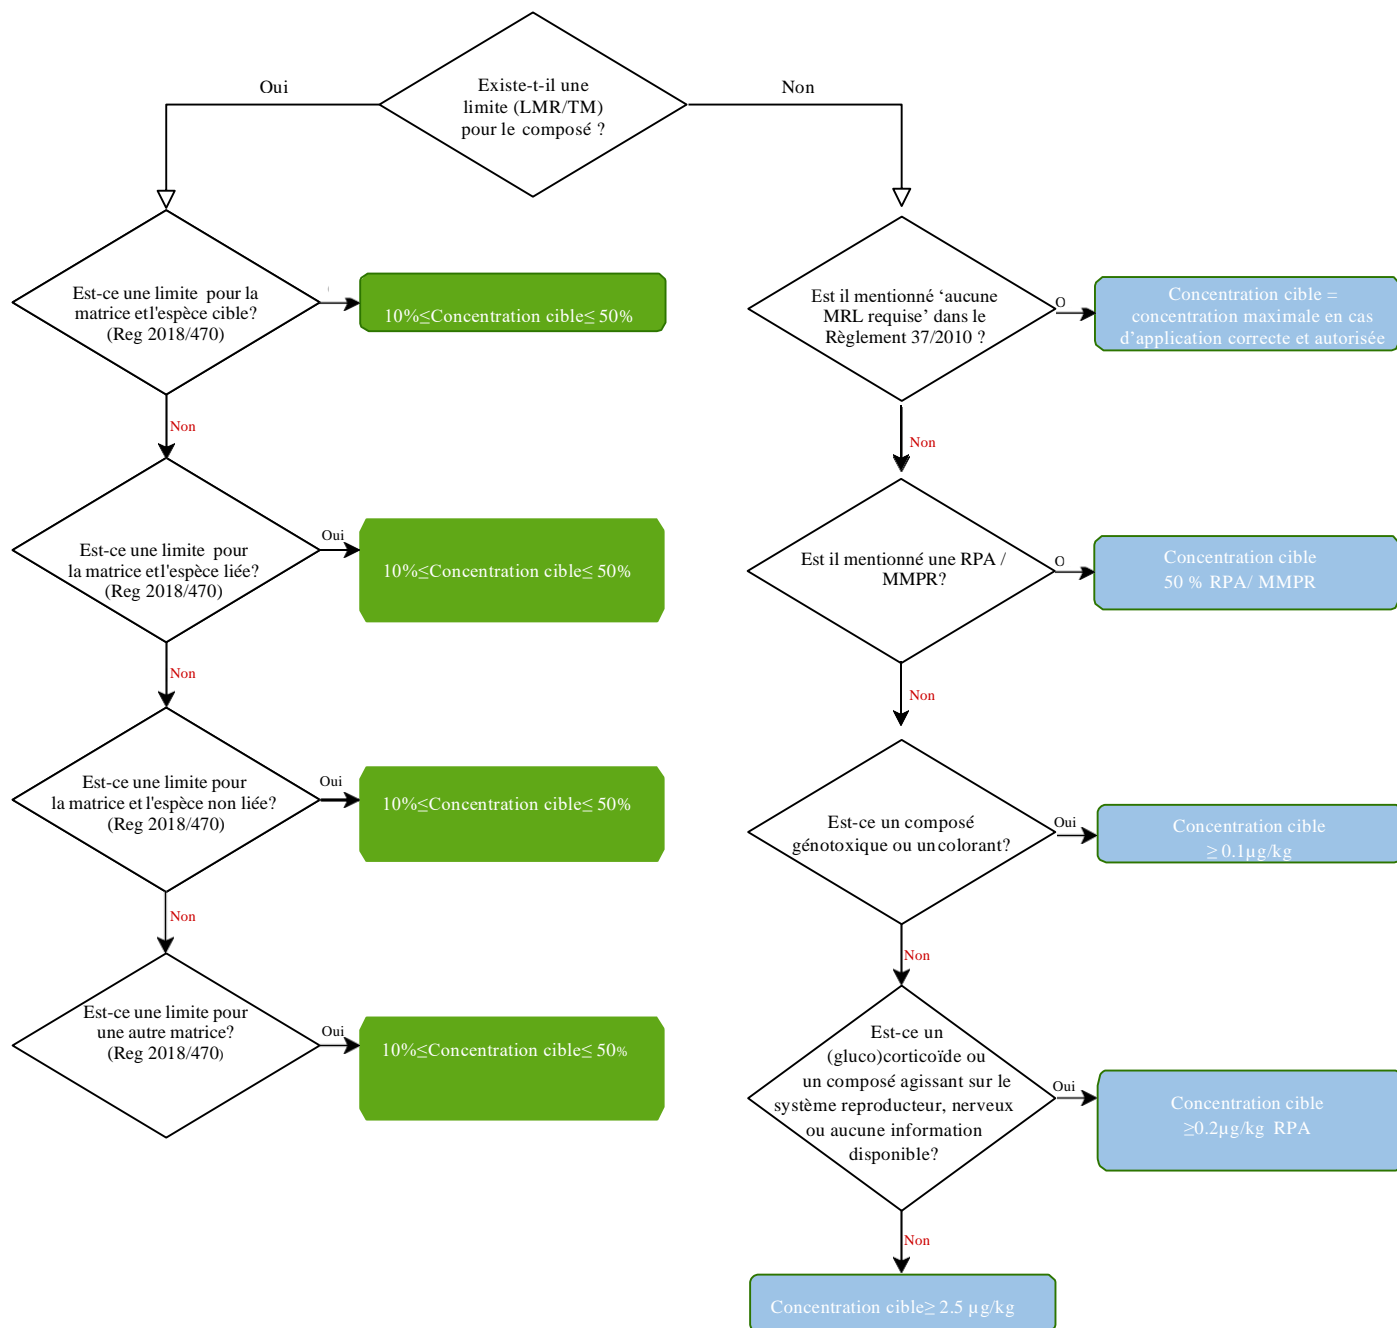 Existe-t-il une
limite (LMR/TM)
pour le composé ?
Oui
Non
Est-ce une limite pour la
matrice et l'espèce cible?
(Reg 2018/470)
10%≤Concentration cible≤ 50%
Non
Est-ce une limite pour
la matrice et l'espèce liée?
(Reg 2018/470)
Oui
10%≤Concentration cible≤ 50%
Non
Est-ce une limite pour
la matrice et l'espèce non liée?
(Reg 2018/470)
Oui
10%≤Concentration cible≤ 50%
Non
Est-ce une limite pour
une autre matrice?
(Reg 2018/470)
Oui
10%≤Concentration cible≤ 50%
Est il mentionné ‘aucune
MRL requise’ dans le
Règlement 37/2010 ?
O
Concentration cible =
concentration maximale en cas
d’application correcte et autorisée
Non
Est il mentionné une RPA /
MMPR?
O
Concentration cible
50 % RPA/ MMPR
Non
Est-ce un composé
génotoxique ou un colorant?
Oui
Concentration cible
≥ 0.1µg/kg
Non
Est-ce un
(gluco)corticoïde ou
un composé agissant sur le
système reproducteur, nerveux
ou aucune information
disponible?
Oui
Concentration cible
≥0.2µg/kg RPA
Non
Concentration cible≥ 2.5 µg/kg